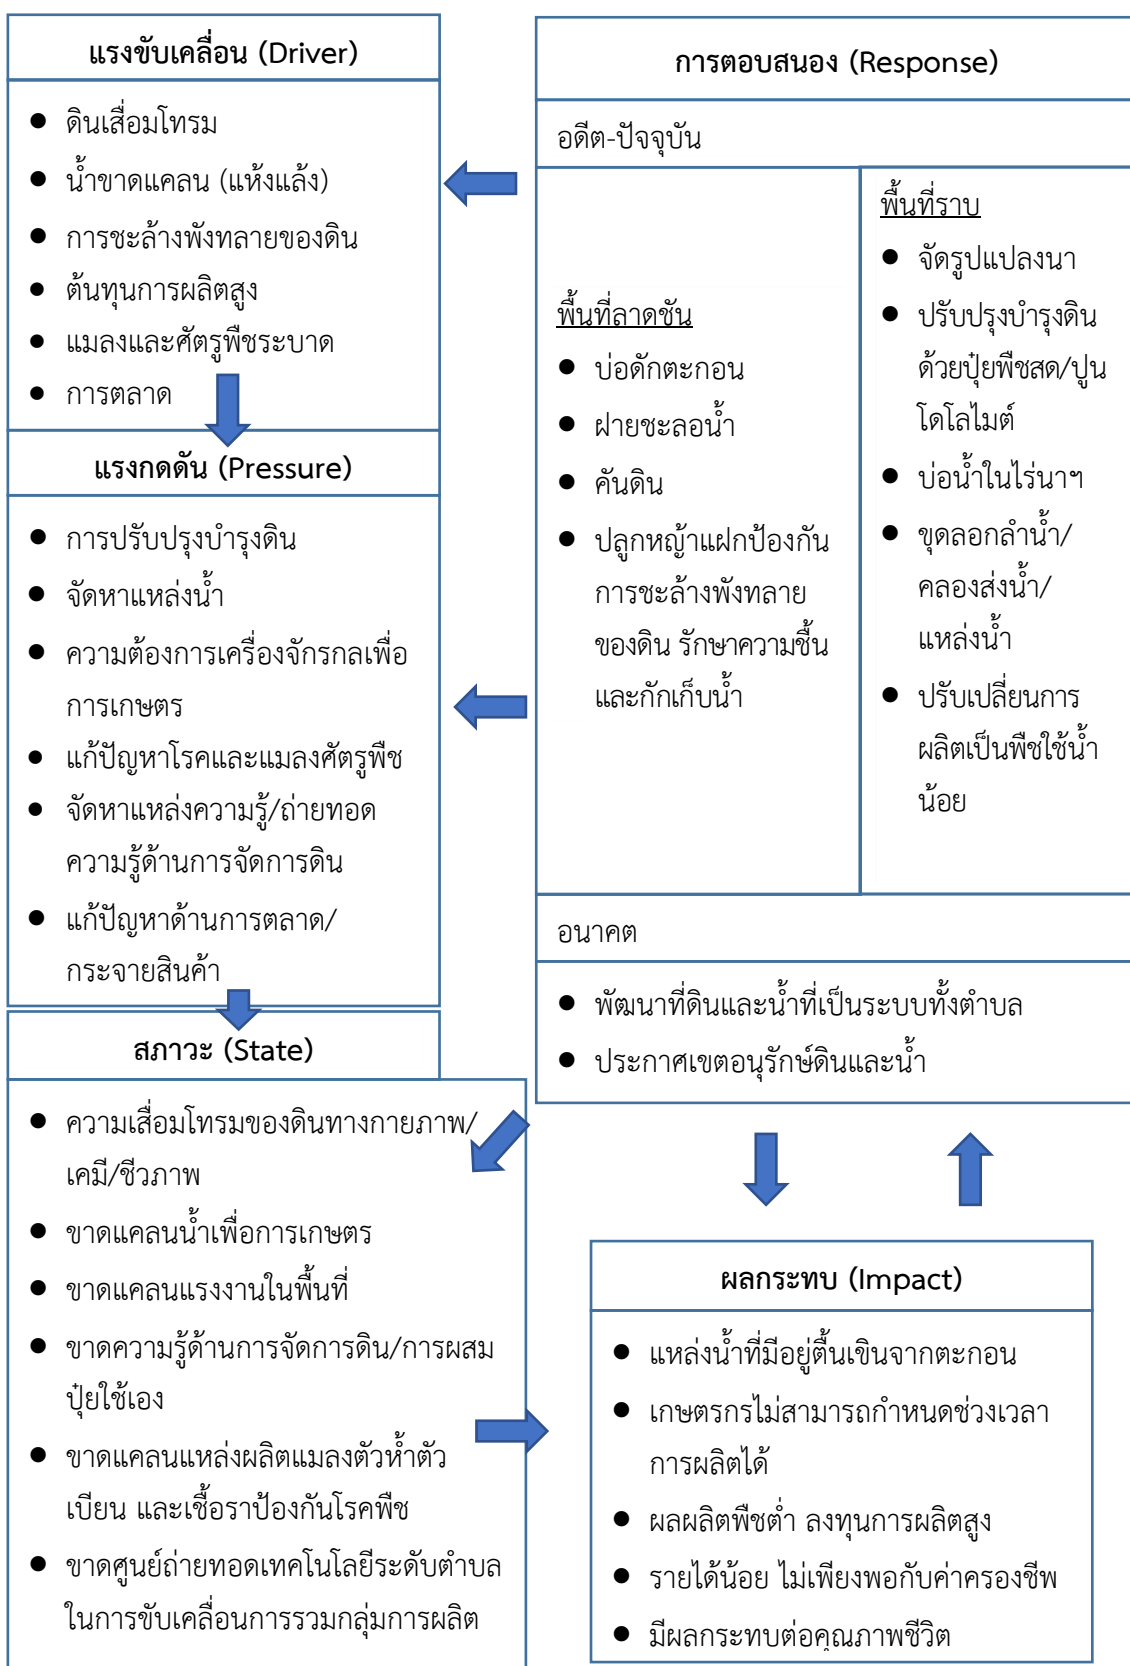 แรงขับเคลื่อน (Driver)
● ดินเสื่อมโทรม
● น้ำขาดแคลน (แห้งแล้ง)
● การชะล้างพังทลายของดิน
● ต้นทุนการผลิตสูง
● แมลงและศัตรูพืชระบาด
● การตลาด
แรงกดดัน (Pressure)
● การปรับปรุงบำรุงดิน
● จัดหาแหล่งน้ำ
● ความต้องการเครื่องจักรกลเพื่อ
การเกษตร
● แก้ปัญหาโรคและแมลงศัตรูพืช
● จัดหาแหล่งความรู้/ถ่ายทอด
ความรู้ด้านการจัดการดิน
● แก้ปัญหาด้านการตลาด/
กระจายสินค้า
สภาวะ (State)
● ความเสื่อมโทรมของดินทางกายภาพ/
เคมี/ชีวภาพ
● ขาดแคลนน้ำเพื่อการเกษตร
● ขาดแคลนแรงงานในพื้นที่
● ขาดความรู้ด้านการจัดการดิน/การผสม
ปุ๋ยใช้เอง
● ขาดแคลนแหล่งผลิตแมลงตัวห้ำตัว
เบียน และเชื้อราป้องกันโรคพืช
● ขาดศูนย์ถ่ายทอดเทคโนโลยีระดับตำบล
ในการขับเคลื่อนการรวมกลุ่มการผลิต
การตอบสนอง (Response)
อดีต-ปัจจุบัน
พื้นที่ลาดชัน
● บ่อดักตะกอน
● ฝายชะลอน้ำ
● คันดิน
● ปลูกหญ้าแฝกป้องกัน
การชะล้างพังทลาย
ของดิน รักษาความชื้น
และกักเก็บน้ำ
พื้นที่ราบ
● จัดรูปแปลงนา
● ปรับปรุงบำรุงดิน
ด้วยปุ๋ยพืชสด/ปูน
โดโลไมต์
● บ่อน้ำในไร่นาฯ
● ขุดลอกลำน้ำ/
คลองส่งน้ำ/
แหล่งน้ำ
● ปรับเปลี่ยนการ
ผลิตเป็นพืชใช้น้ำ
น้อย
อนาคต
● พัฒนาที่ดินและน้ำที่เป็นระบบทั้งตำบล
● ประกาศเขตอนุรักษ์ดินและน้ำ
ผลกระทบ (Impact)
● แหล่งน้ำที่มีอยู่ตื้นเขินจากตะกอน
● เกษตรกรไม่สามารถกำหนดช่วงเวลา
การผลิตได้
● ผลผลิตพืชต่ำ ลงทุนการผลิตสูง
● รายได้น้อย ไม่เพียงพอกับค่าครองชีพ
● มีผลกระทบต่อคุณภาพชีวิต